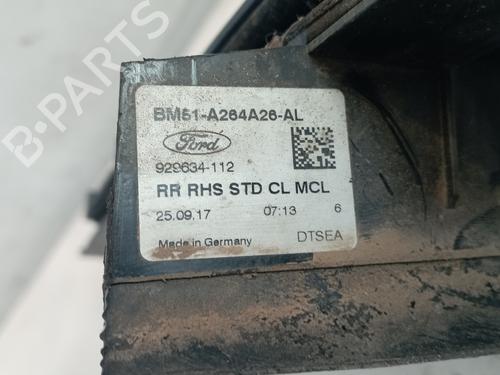 BM51-A264A26-AL
Ford
929634-112
RR RHS STD CL MCL
25.09.17 07:13 6
Made in Germany DTSEA
B-PARTS